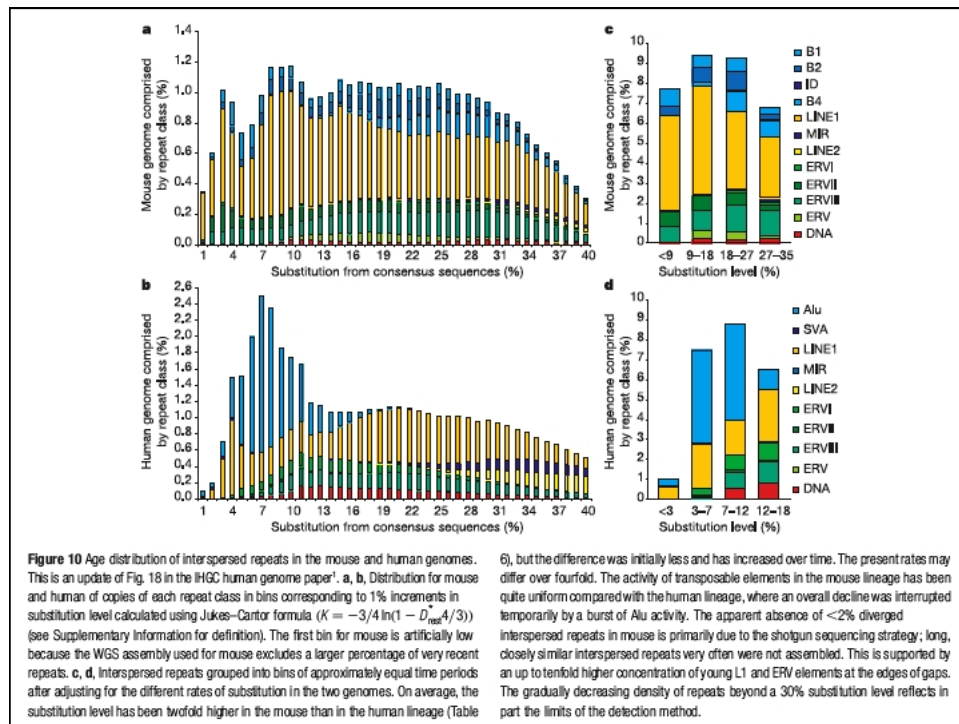 a
Mouse genome comprised
by repeat class (%)
1.4
1.2
1.0
0.8
0.6
0.4
0.2
0.0
1 4 7 10 13 16 19 22 25 28 31 34 37 40
Substitution from consensus sequences (%)
c
Mouse genome comprised
by repeat class (%)
10
9
8
7
6
5
4
3
2
1
0
<9 9–18 18–27 27–35
Substitution level (%)
B1
B2
ID
B4
LINE1
MIR
LINE2
ERVI
ERVII
ERVIII
ERV
DNA
b
Human genome comprised
by repeat class (%)
2.6
2.4
2.2
2.0
1.8
1.6
1.4
1.2
1.0
0.8
0.6
0.4
0.2
0.0
1 4 7 10 13 16 19 22 25 28 31 34 37 40
Substitution from consensus sequences (%)
d
Human genome comprised
by repeat class (%)
10
9
8
7
6
5
4
3
2
1
0
<3 3–7 7–12 12–18
Substitution level (%)
Alu
SVA
LINE1
MIR
LINE2
ERVI
ERVII
ERVIII
ERV
DNA
Figure 10 Age distribution of interspersed repeats in the mouse and human genomes.
This is an update of Fig. 18 in the IHGC human genome paper¹. a, b, Distribution for mouse
and human of copies of each repeat class in bins corresponding to 1% increments in
substitution level calculated using Jukes–Cantor formula (K = −3/4 ln(1 − D*rest4/3))
(see Supplementary Information for definition). The first bin for mouse is artificially low
because the WGS assembly used for mouse excludes a larger percentage of very recent
repeats. c, d, Interspersed repeats grouped into bins of approximately equal time periods
after adjusting for the different rates of substitution in the two genomes. On average, the
substitution level has been twofold higher in the mouse than in the human lineage (Table
6), but the difference was initially less and has increased over time. The present rates may
differ over fourfold. The activity of transposable elements in the mouse lineage has been
quite uniform compared with the human lineage, where an overall decline was interrupted
temporarily by a burst of Alu activity. The apparent absence of <2% diverged
interspersed repeats in mouse is primarily due to the shotgun sequencing strategy; long,
closely similar interspersed repeats very often were not assembled. This is supported by
an up to tenfold higher concentration of young L1 and ERV elements at the edges of gaps.
The gradually decreasing density of repeats beyond a 30% substitution level reflects in
part the limits of the detection method.